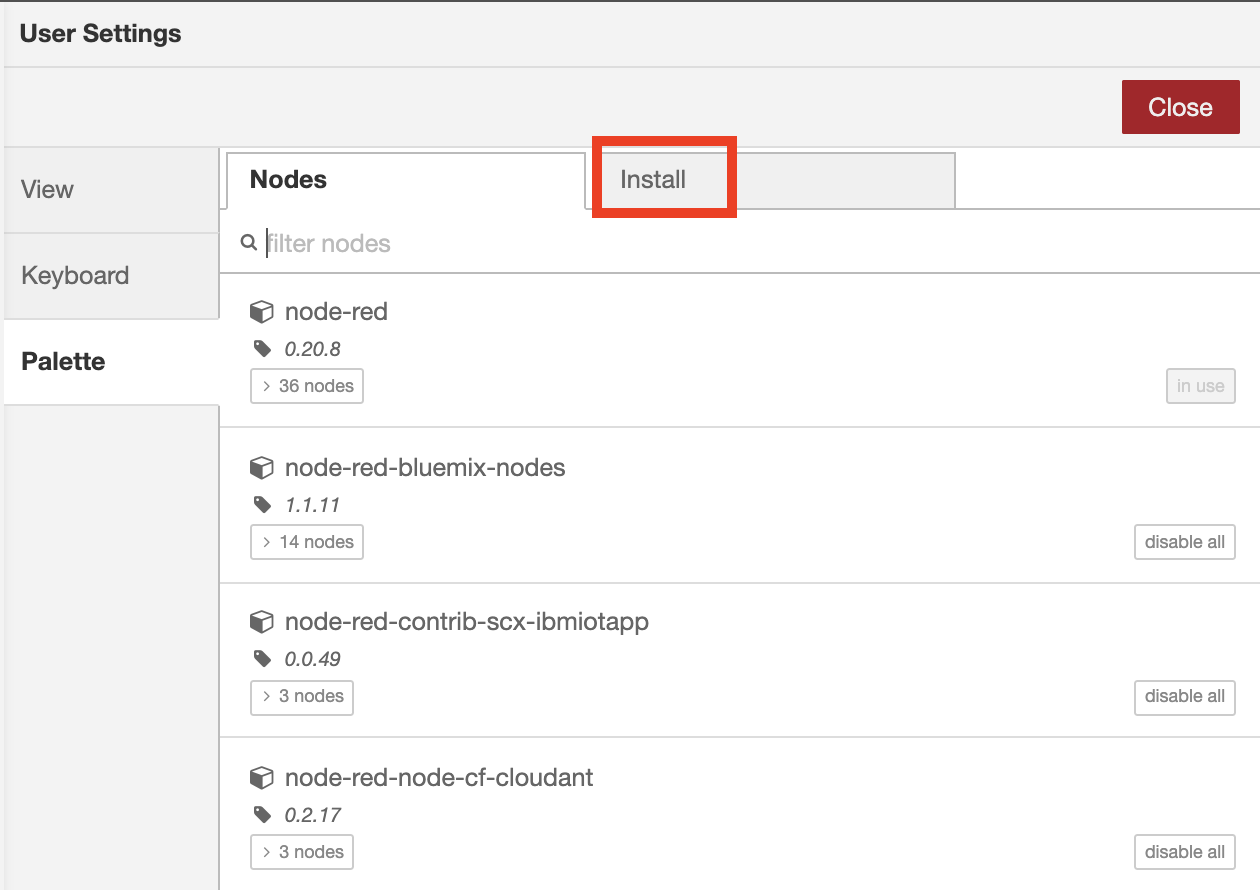 User Settings
Close
View
Keyboard
Palette
Nodes
Install
filter nodes
node-red
0.20.8
> 36 nodes
in use
node-red-bluemix-nodes
1.1.11
> 14 nodes
disable all
node-red-contrib-scx-ibmiotapp
0.0.49
> 3 nodes
disable all
node-red-node-cf-cloudant
0.2.17
> 3 nodes
disable all